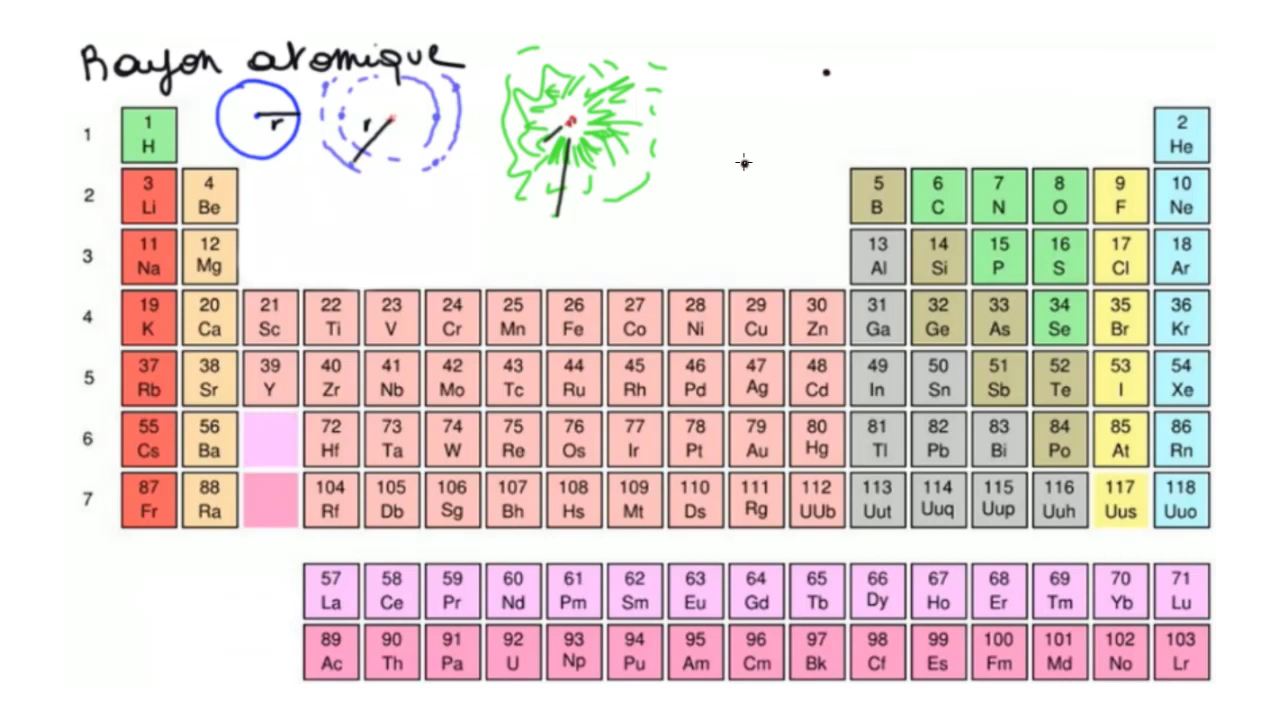 Rayon atomique
r r
1 1 2
H He
2 3 4 5 6 7 8 9 10
Li Be B C N O F Ne
3 11 12 13 14 15 16 17 18
Na Mg Al Si P S Cl Ar
4 19 20 21 22 23 24 25 26 27 28 29 30 31 32 33 34 35 36
K Ca Sc Ti V Cr Mn Fe Co Ni Cu Zn Ga Ge As Se Br Kr
5 37 38 39 40 41 42 43 44 45 46 47 48 49 50 51 52 53 54
Rb Sr Y Zr Nb Mo Tc Ru Rh Pd Ag Cd In Sn Sb Te I Xe
6 55 56 72 73 74 75 76 77 78 79 80 81 82 83 84 85 86
Cs Ba Hf Ta W Re Os Ir Pt Au Hg Tl Pb Bi Po At Rn
7 87 88 104 105 106 107 108 109 110 111 112 113 114 115 116 117 118
Fr Ra Rf Db Sg Bh Hs Mt Ds Rg UUb Uut Uuq Uup Uuh Uus Uuo
57 58 59 60 61 62 63 64 65 66 67 68 69 70 71
La Ce Pr Nd Pm Sm Eu Gd Tb Dy Ho Er Tm Yb Lu
89 90 91 92 93 94 95 96 97 98 99 100 101 102 103
Ac Th Pa U Np Pu Am Cm Bk Cf Es Fm Md No Lr